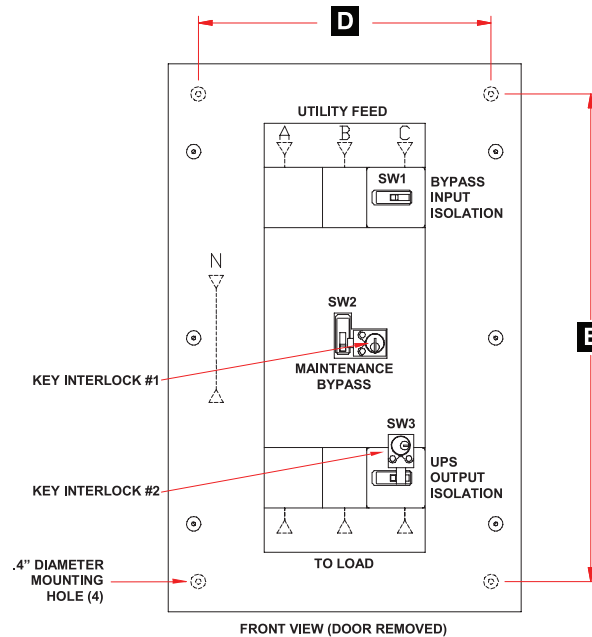 D
UTILITY FEED
A B C
SW1
BYPASS
INPUT
ISOLATION
N
SW2
KEY INTERLOCK #1
MAINTENANCE
BYPASS
SW3
KEY INTERLOCK #2
UPS
OUTPUT
ISOLATION
.4” DIAMETER
MOUNTING
HOLE (4)
TO LOAD
FRONT VIEW (DOOR REMOVED)